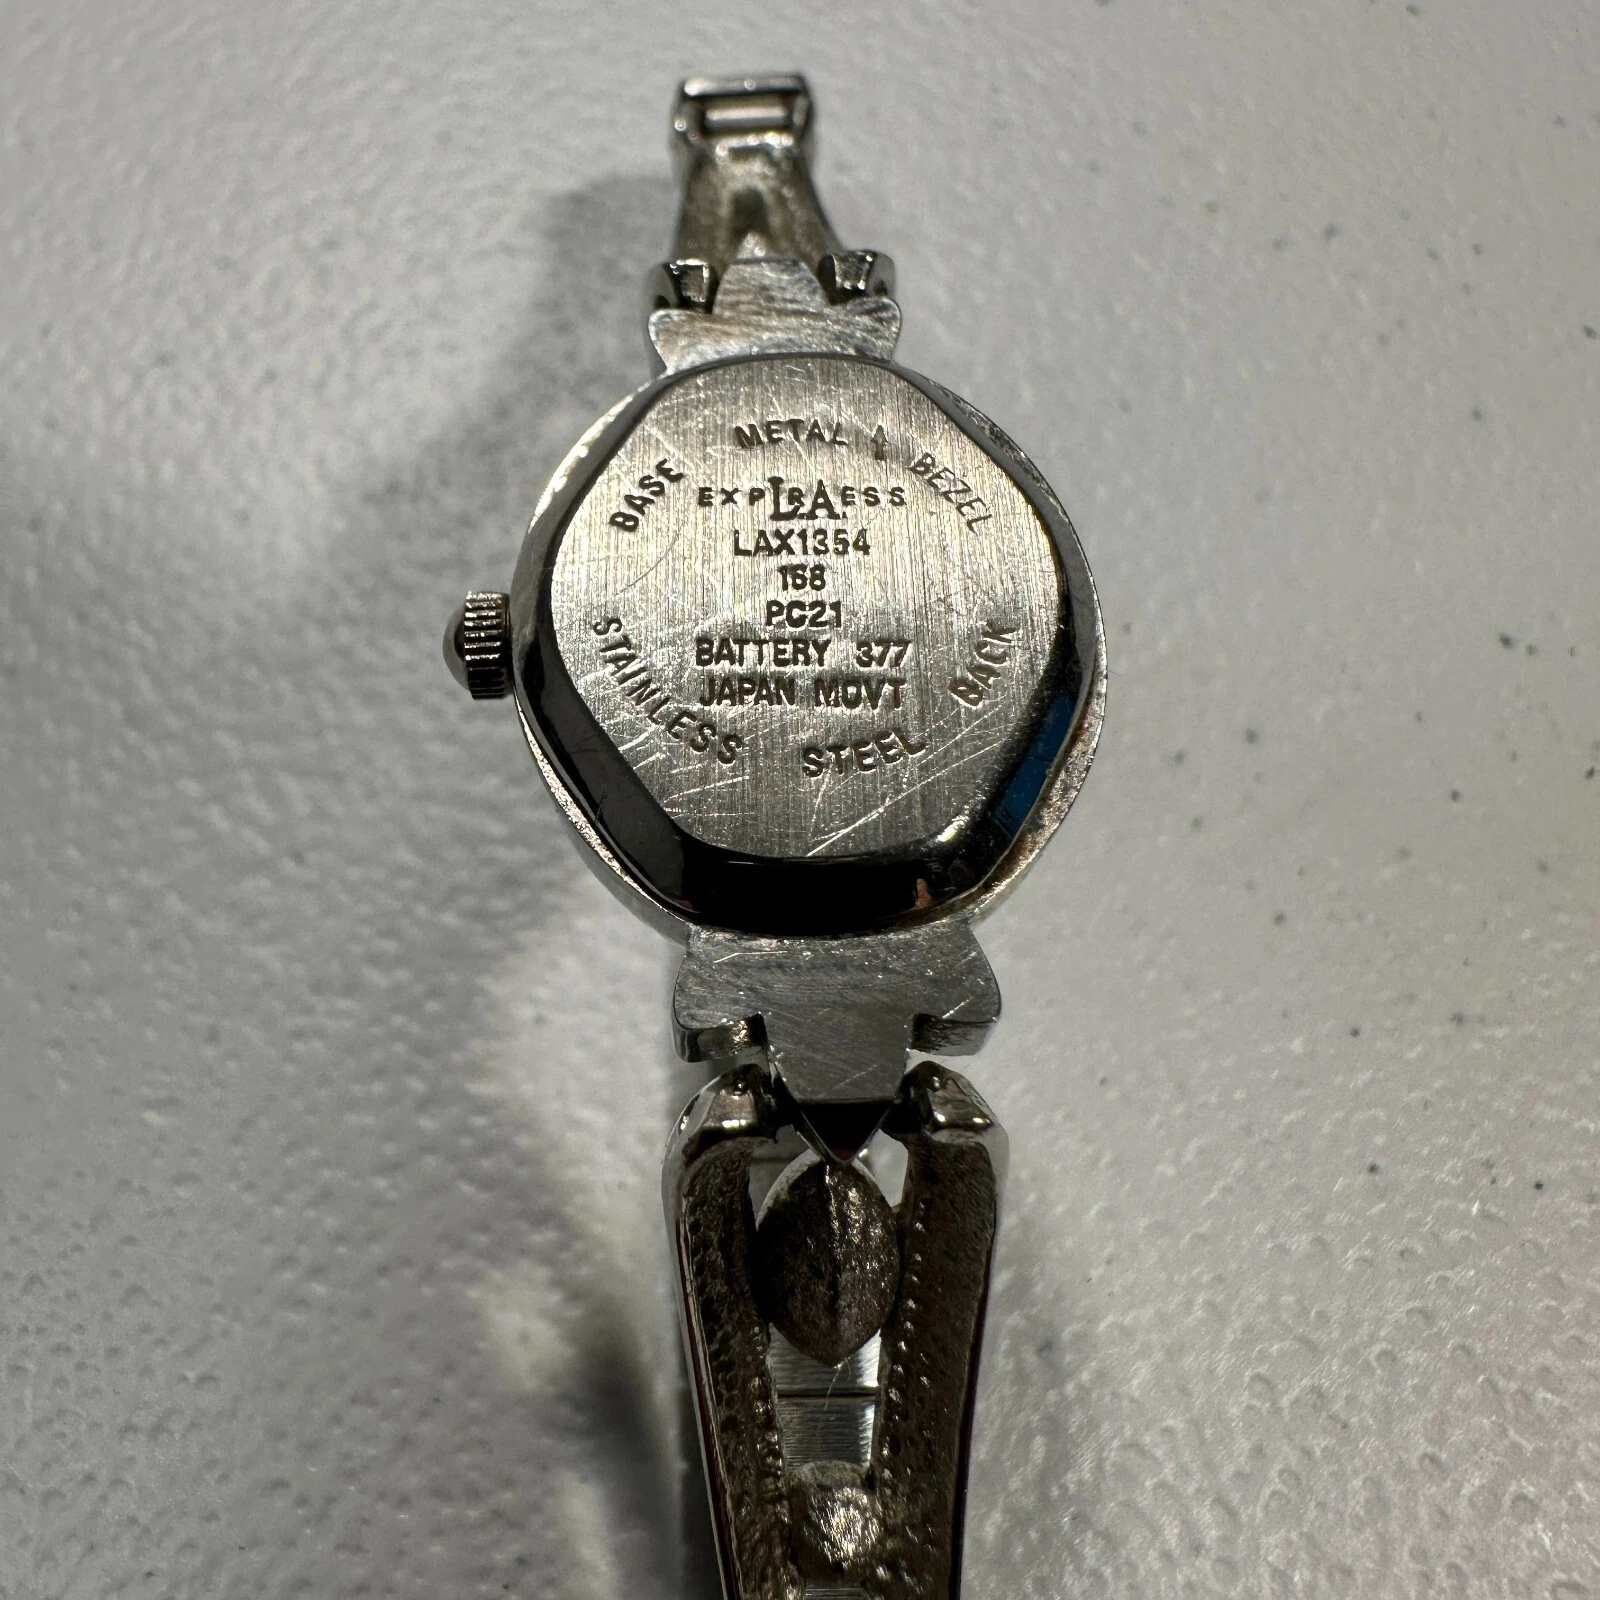 BASE METAL BEZEL
EXPRESS
L.A.
LAX1354
168
PC21
BATTERY 377
JAPAN MOVT
STAINLESS STEEL BACK